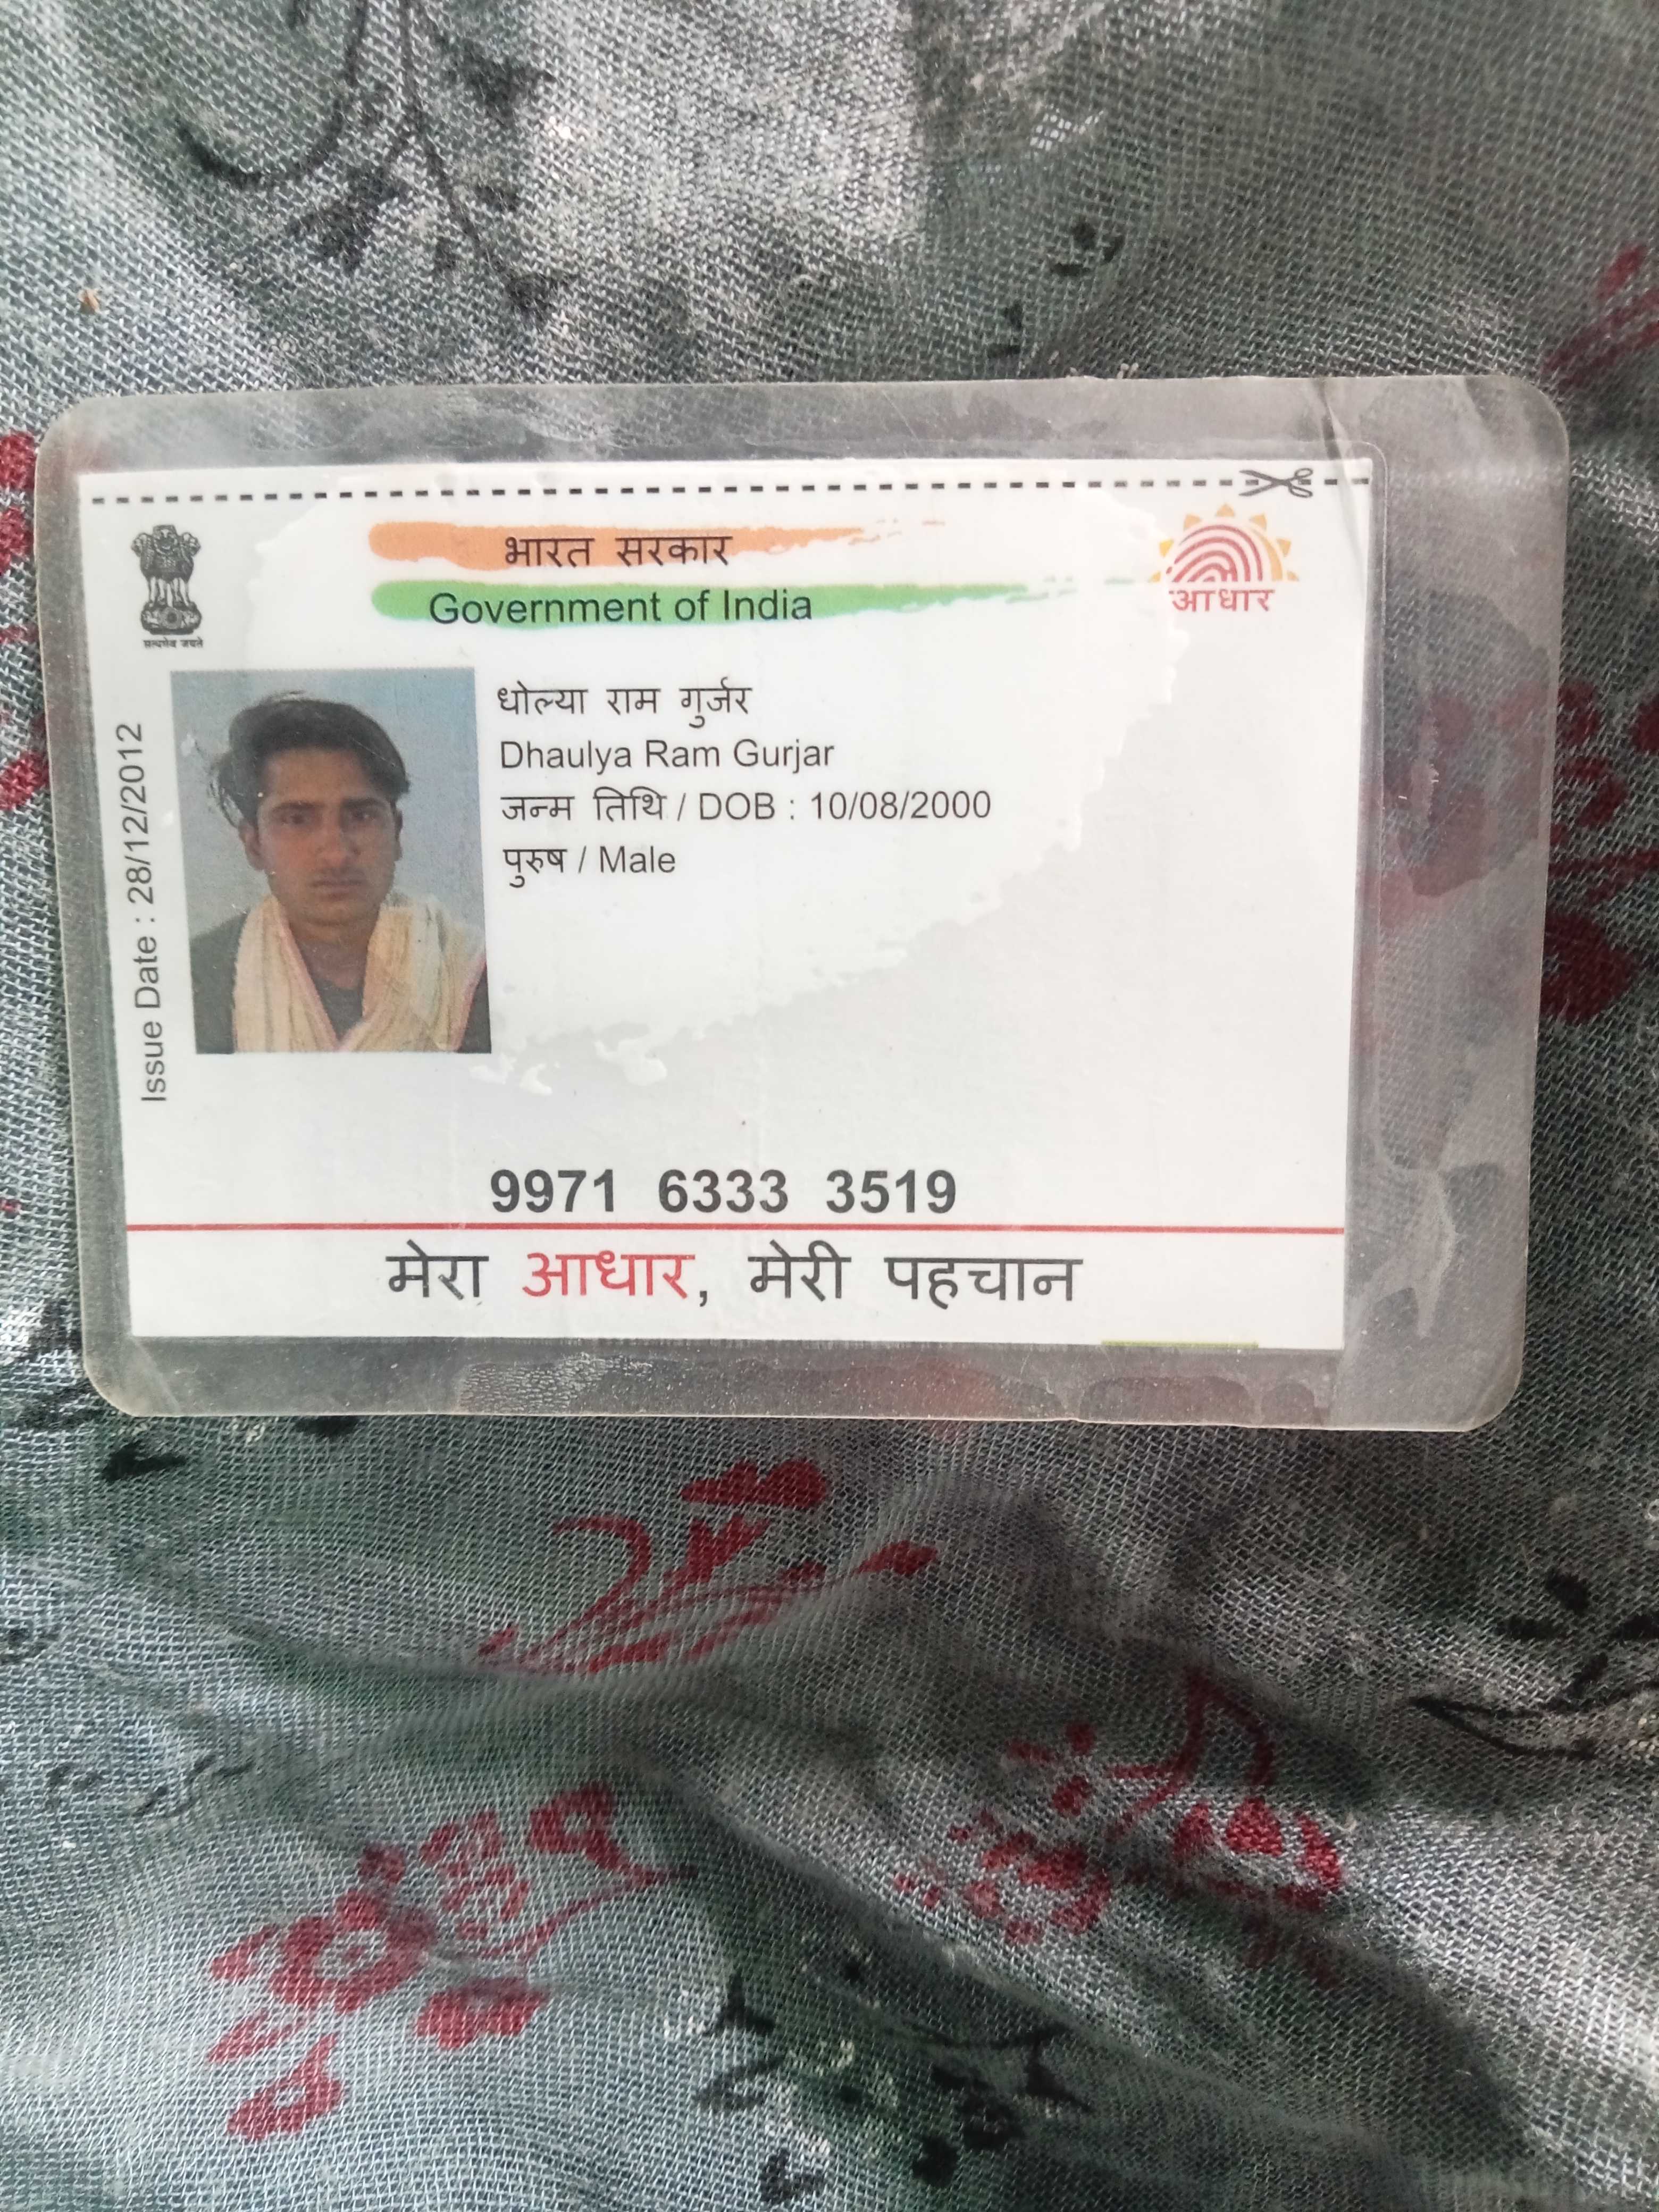 भारत सरकार
Government of India
सत्यमेव जयते
आधार
Issue Date : 28/12/2012
धोल्या राम गुर्जर
Dhaulya Ram Gurjar
जन्म तिथि / DOB : 10/08/2000
पुरुष / Male
9971 6333 3519
मेरा आधार, मेरी पहचान